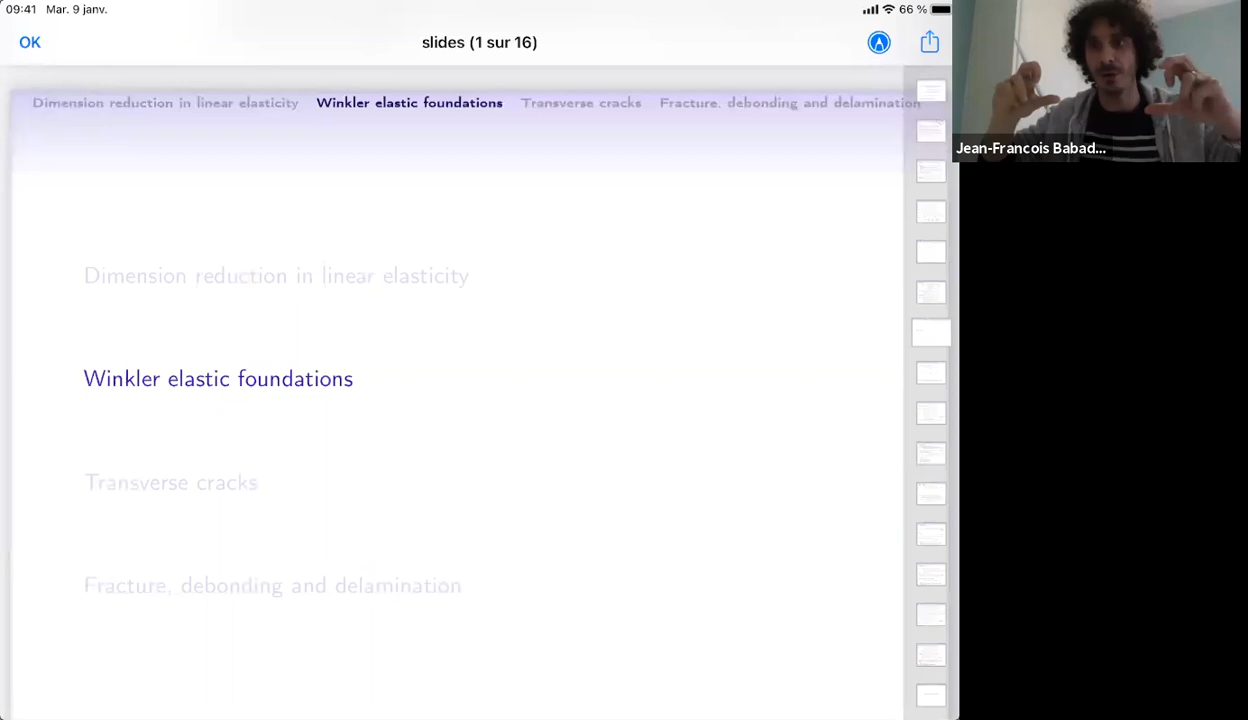 09:41 Mar. 9 janv.
66 %
OK
slides (1 sur 16)
Dimension reduction in linear elasticity Winkler elastic foundations Transverse cracks Fracture, debonding and delamination
Jean-Francois Babad...
Dimension reduction in linear elasticity
Winkler elastic foundations
Transverse cracks
Fracture, debonding and delamination